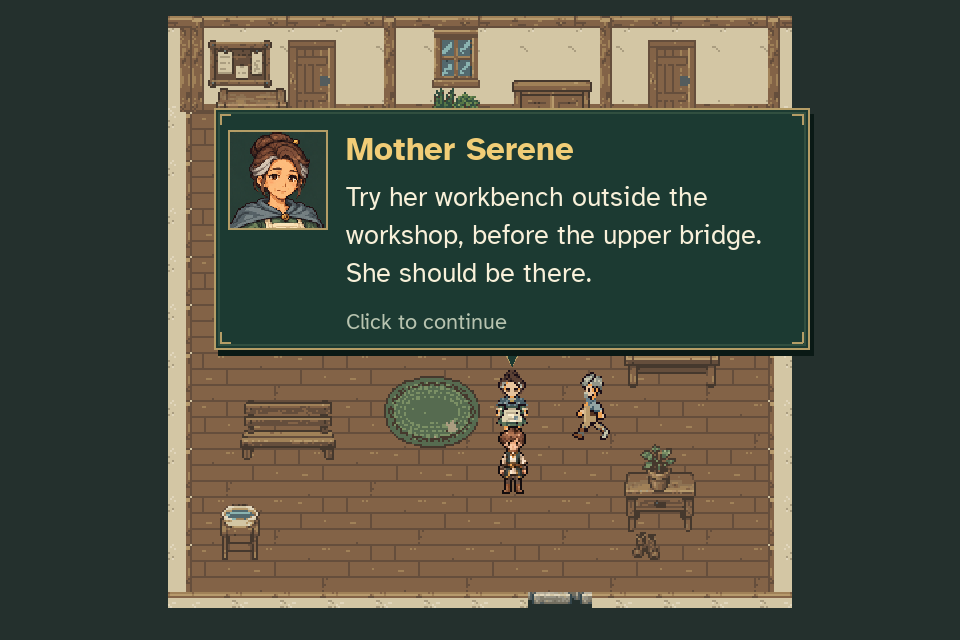 Mother Serene
Try her workbench outside the
workshop, before the upper bridge.
She should be there.
Click to continue